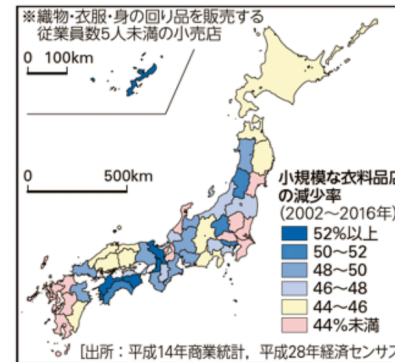 ※織物・衣服・身の回り品を販売する
従業員数5人未満の小売店
0 100km
0 500km
小規模な衣料品店
の減少率
(2002～2016年)
52%以上
50～52
48～50
46～48
44～46
44%未満
[出所：平成14年商業統計，平成28年経済センサス